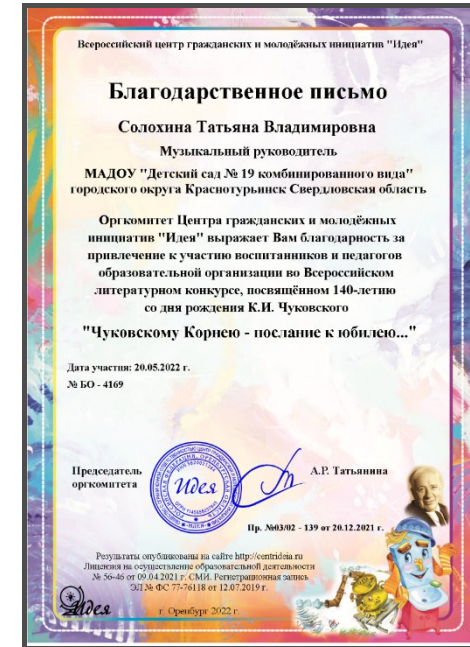 Всероссийский центр гражданских и молодёжных инициатив "Идея"
Благодарственное письмо
Солохина Татьяна Владимировна
Музыкальный руководитель
МАДОУ "Детский сад № 19 комбинированного вида"
городского округа Краснотурьинск Свердловская область
Оргкомитет Центра гражданских и молодёжных
инициатив "Идея" выражает Вам благодарность за
привлечение к участию воспитанников и педагогов
образовательной организации во Всероссийском
литературном конкурсе, посвящённом 140-летию
со дня рождения К.И. Чуковского
"Чуковскому Корнею - послание к юбилею..."
Дата участия: 20.05.2022 г.
№ БО - 4169
Председатель
оргкомитета
Идея
А.Р. Татьянина
Пр. №03/02 - 139 от 20.12.2021 г.
Результаты опубликованы на сайте http://centrideia.ru
Лицензия на осуществление образовательной деятельности
№ 56-46 от 09.04.2021 г. СМИ. Регистрационная запись
ЭЛ № ФС 77-76118 от 12.07.2019 г.
Идея
г. Оренбург 2022 г.